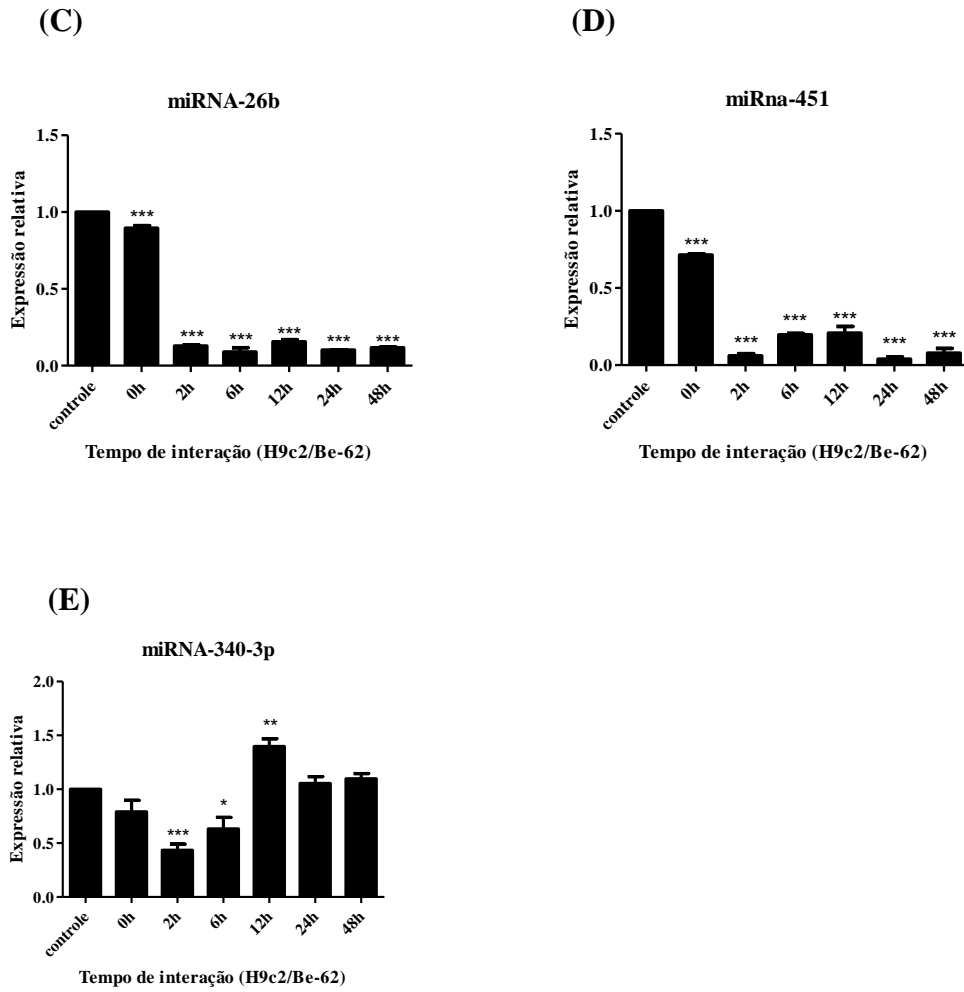 (C)
miRNA-26b
Expressão relativa
1.5
1.0
0.5
0.0
***
***
***
***
***
***
controle
0h
2h
6h
12h
24h
48h
Tempo de interação (H9c2/Be-62)
(D)
miRna-451
Expressão relativa
1.5
1.0
0.5
0.0
***
***
***
***
***
***
controle
0h
2h
6h
12h
24h
48h
Tempo de interação (H9c2/Be-62)
(E)
miRNA-340-3p
Expressão relativa
2.0
1.5
1.0
0.5
0.0
***
*
**
controle
0h
2h
6h
12h
24h
48h
Tempo de interação (H9c2/Be-62)